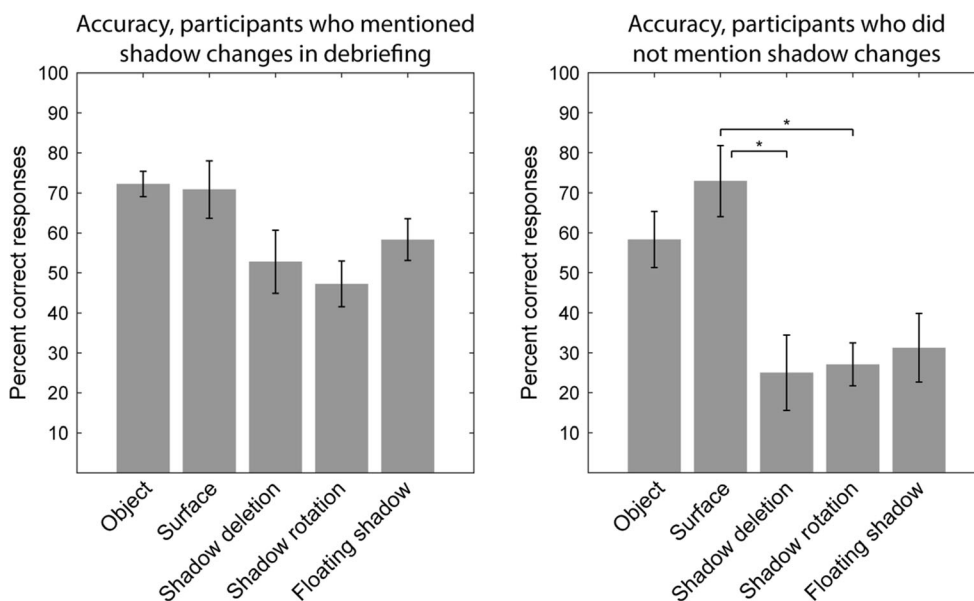 Accuracy, participants who mentioned
shadow changes in debriefing
Percent correct responses
100
90
80
70
60
50
40
30
20
10
Object
Surface
Shadow deletion
Shadow rotation
Floating shadow
Accuracy, participants who did
not mention shadow changes
Percent correct responses
100
90
80
70
60
50
40
30
20
10
*
*
Object
Surface
Shadow deletion
Shadow rotation
Floating shadow